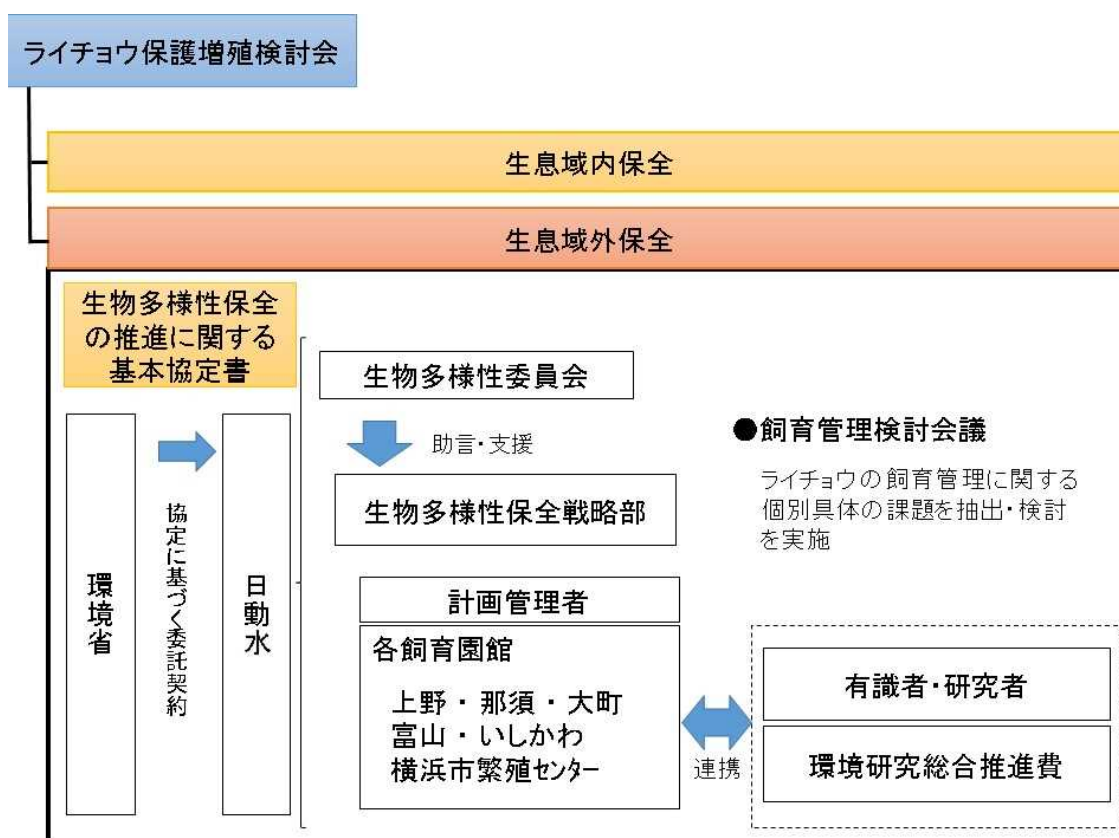 ライチョウ保護増殖検討会
生息域内保全
生息域外保全
生物多様性保全
の推進に関する
基本協定書
環境省
協定に基づく委託契約
日動水
生物多様性委員会
助言・支援
生物多様性保全戦略部
計画管理者
各飼育園館
上野・那須・大町
富山・いしかわ
横浜市繁殖センター
連携
●飼育管理検討会議
ライチョウの飼育管理に関する
個別具体の課題を抽出・検討
を実施
有識者・研究者
環境研究総合推進費